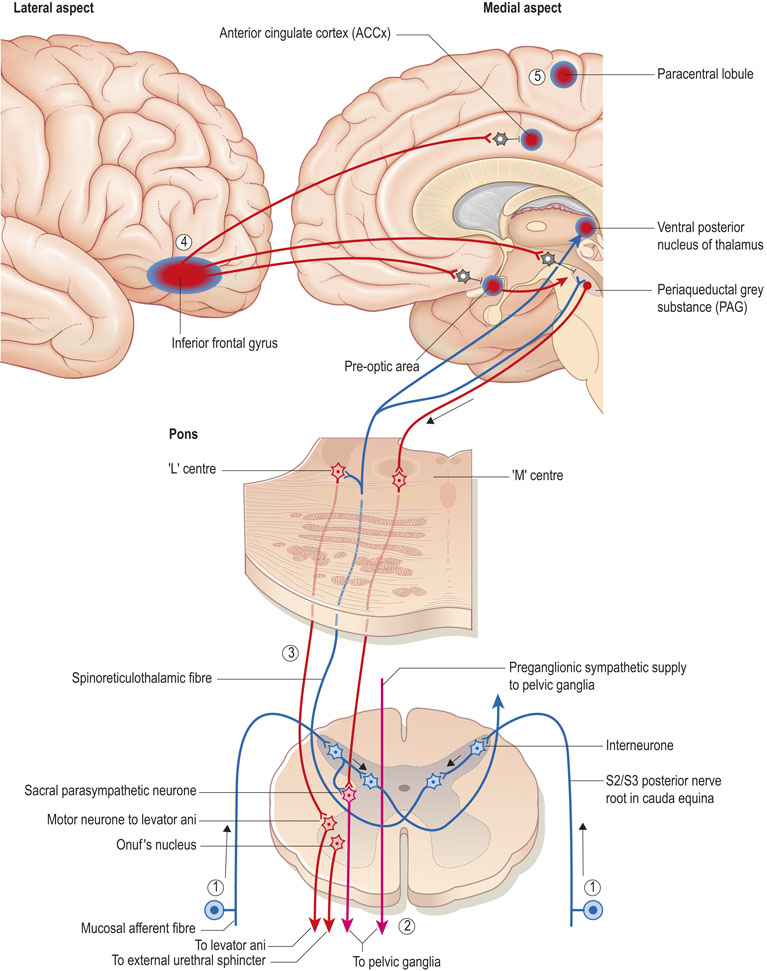 Lateral aspect
Medial aspect
Anterior cingulate cortex (ACCx)
5
Paracentral lobule
4
Ventral posterior
nucleus of thalamus
Periaqueductal grey
substance (PAG)
Inferior frontal gyrus
Pre-optic area
Pons
'L' centre
'M' centre
3
Spinoreticulothalamic fibre
Preganglionic sympathetic supply
to pelvic ganglia
Interneurone
S2/S3 posterior nerve
root in cauda equina
Sacral parasympathetic neurone
Motor neurone to levator ani
Onuf's nucleus
1
1
Mucosal afferent fibre
2
To levator ani
To external urethral sphincter
To pelvic ganglia